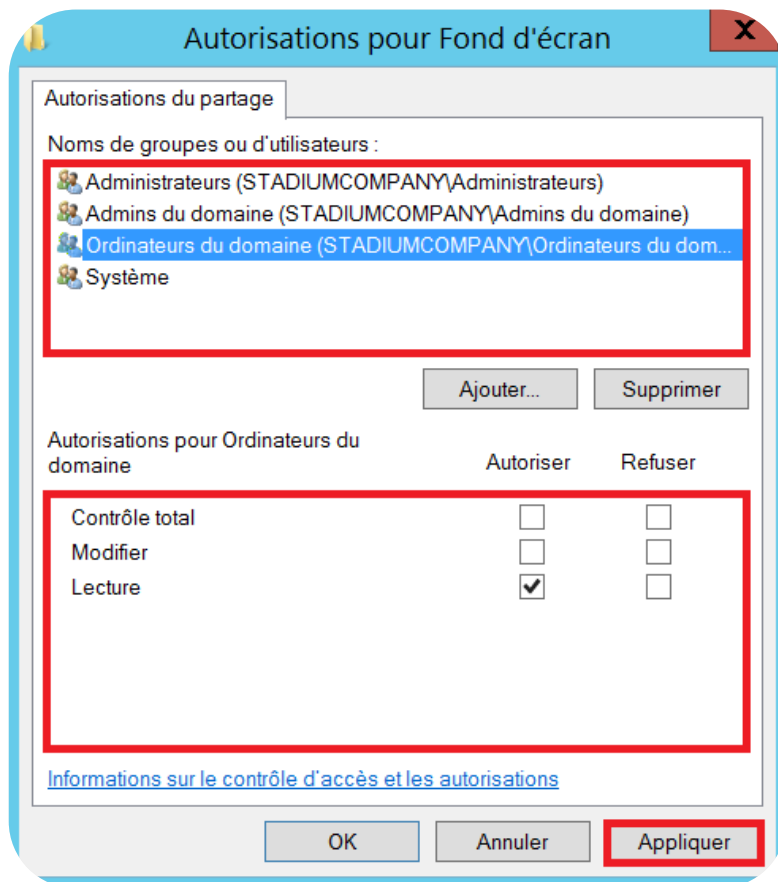 Autorisations pour Fond d'écran
X
Autorisations du partage
Noms de groupes ou d'utilisateurs :
Administrateurs (STADIUMCOMPANY\Administrateurs)
Admins du domaine (STADIUMCOMPANY\Admins du domaine)
Ordinateurs du domaine (STADIUMCOMPANY\Ordinateurs du dom...
Système
Ajouter... Supprimer
Autorisations pour Ordinateurs du
domaine Autoriser Refuser
Contrôle total
Modifier
Lecture
Informations sur le contrôle d'accès et les autorisations
OK Annuler Appliquer